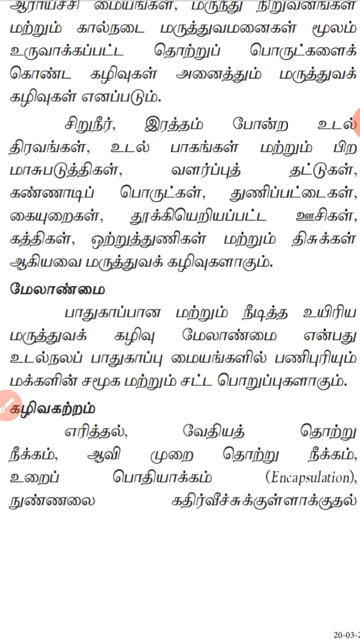 ஆராய்ச்சி மையங்கள், மருந்து நிறுவனங்கள்
மற்றும் கால்நடை மருத்துவமனைகள் மூலம்
உருவாக்கப்பட்ட தொற்றுப் பொருட்களைக்
கொண்ட கழிவுகள் அனைத்தும் மருத்துவக்
கழிவுகள் எனப்படும்.
சிறுநீர், இரத்தம் போன்ற உடல்
திரவங்கள், உடல் பாகங்கள் மற்றும் பிற
மாசுபடுத்திகள், வளர்ப்புத் தட்டுகள்,
கண்ணாடிப் பொருட்கள், துணிப்பட்டைகள்,
கையுறைகள், தூக்கியெறியப்பட்ட ஊசிகள்,
கத்திகள், ஒற்றுத்துணிகள் மற்றும் திசுக்கள்
ஆகியவை மருத்துவக் கழிவுகளாகும்.
மேலாண்மை
பாதுகாப்பான மற்றும் நீடித்த உயிரிய
மருத்துவக் கழிவு மேலாண்மை என்பது
உடல்நலப் பாதுகாப்பு மையங்களில் பணிபுரியும்
மக்களின் சமூக மற்றும் சட்ட பொறுப்புகளாகும்.
கழிவகற்றம்
எரித்தல், வேதியத் தொற்று
நீக்கம், ஆவி முறை தொற்று நீக்கம்,
உறைப் பொதியாக்கம் (Encapsulation),
நுண்ணலை கதிர்வீச்சுக்குள்ளாக்குதல்